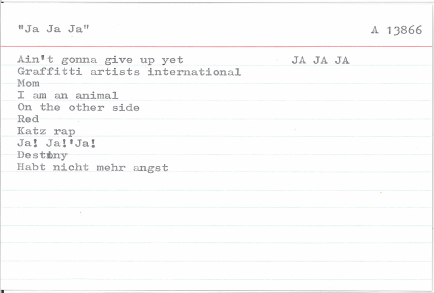 "Ja Ja Ja" A 13866
Ain't gonna give up yet JA JA JA
Graffitti artists international
Mom
I am an animal
On the other side
Red
Katz rap
Ja! Ja!'Ja!
Destiny
Habt nicht mehr angst